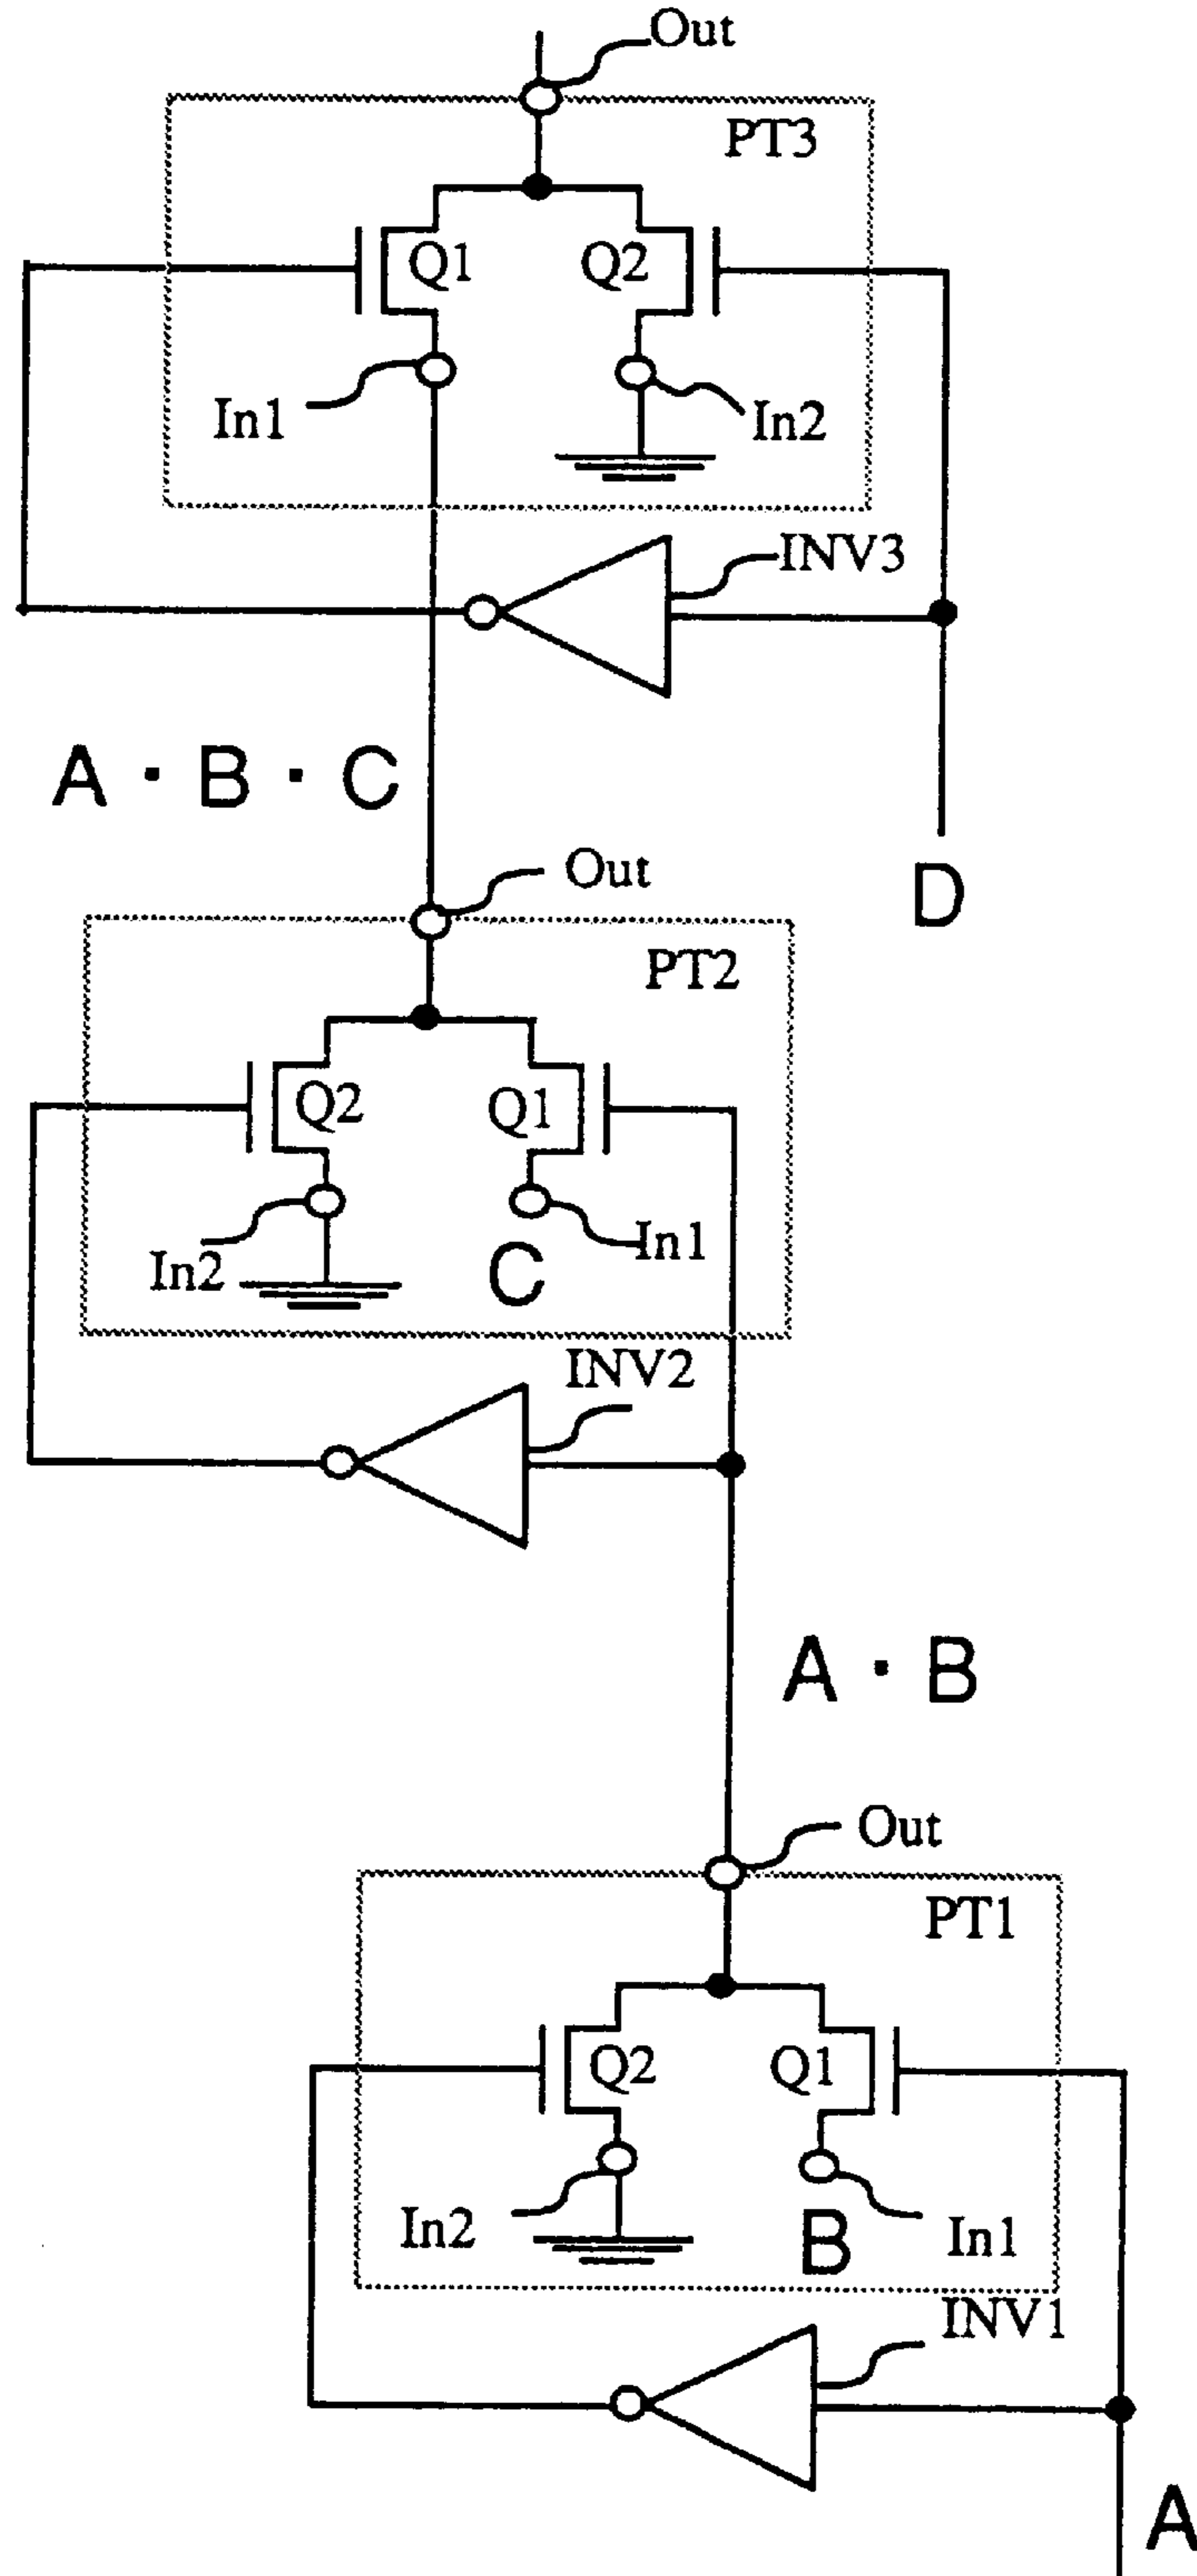 Out
PT3
Q1 Q2
In1 In2
INV3
A · B · C
D
Out
PT2
Q2 Q1
In2 C In1
INV2
A · B
Out
PT1
Q2 Q1
In2 B In1
INV1
A